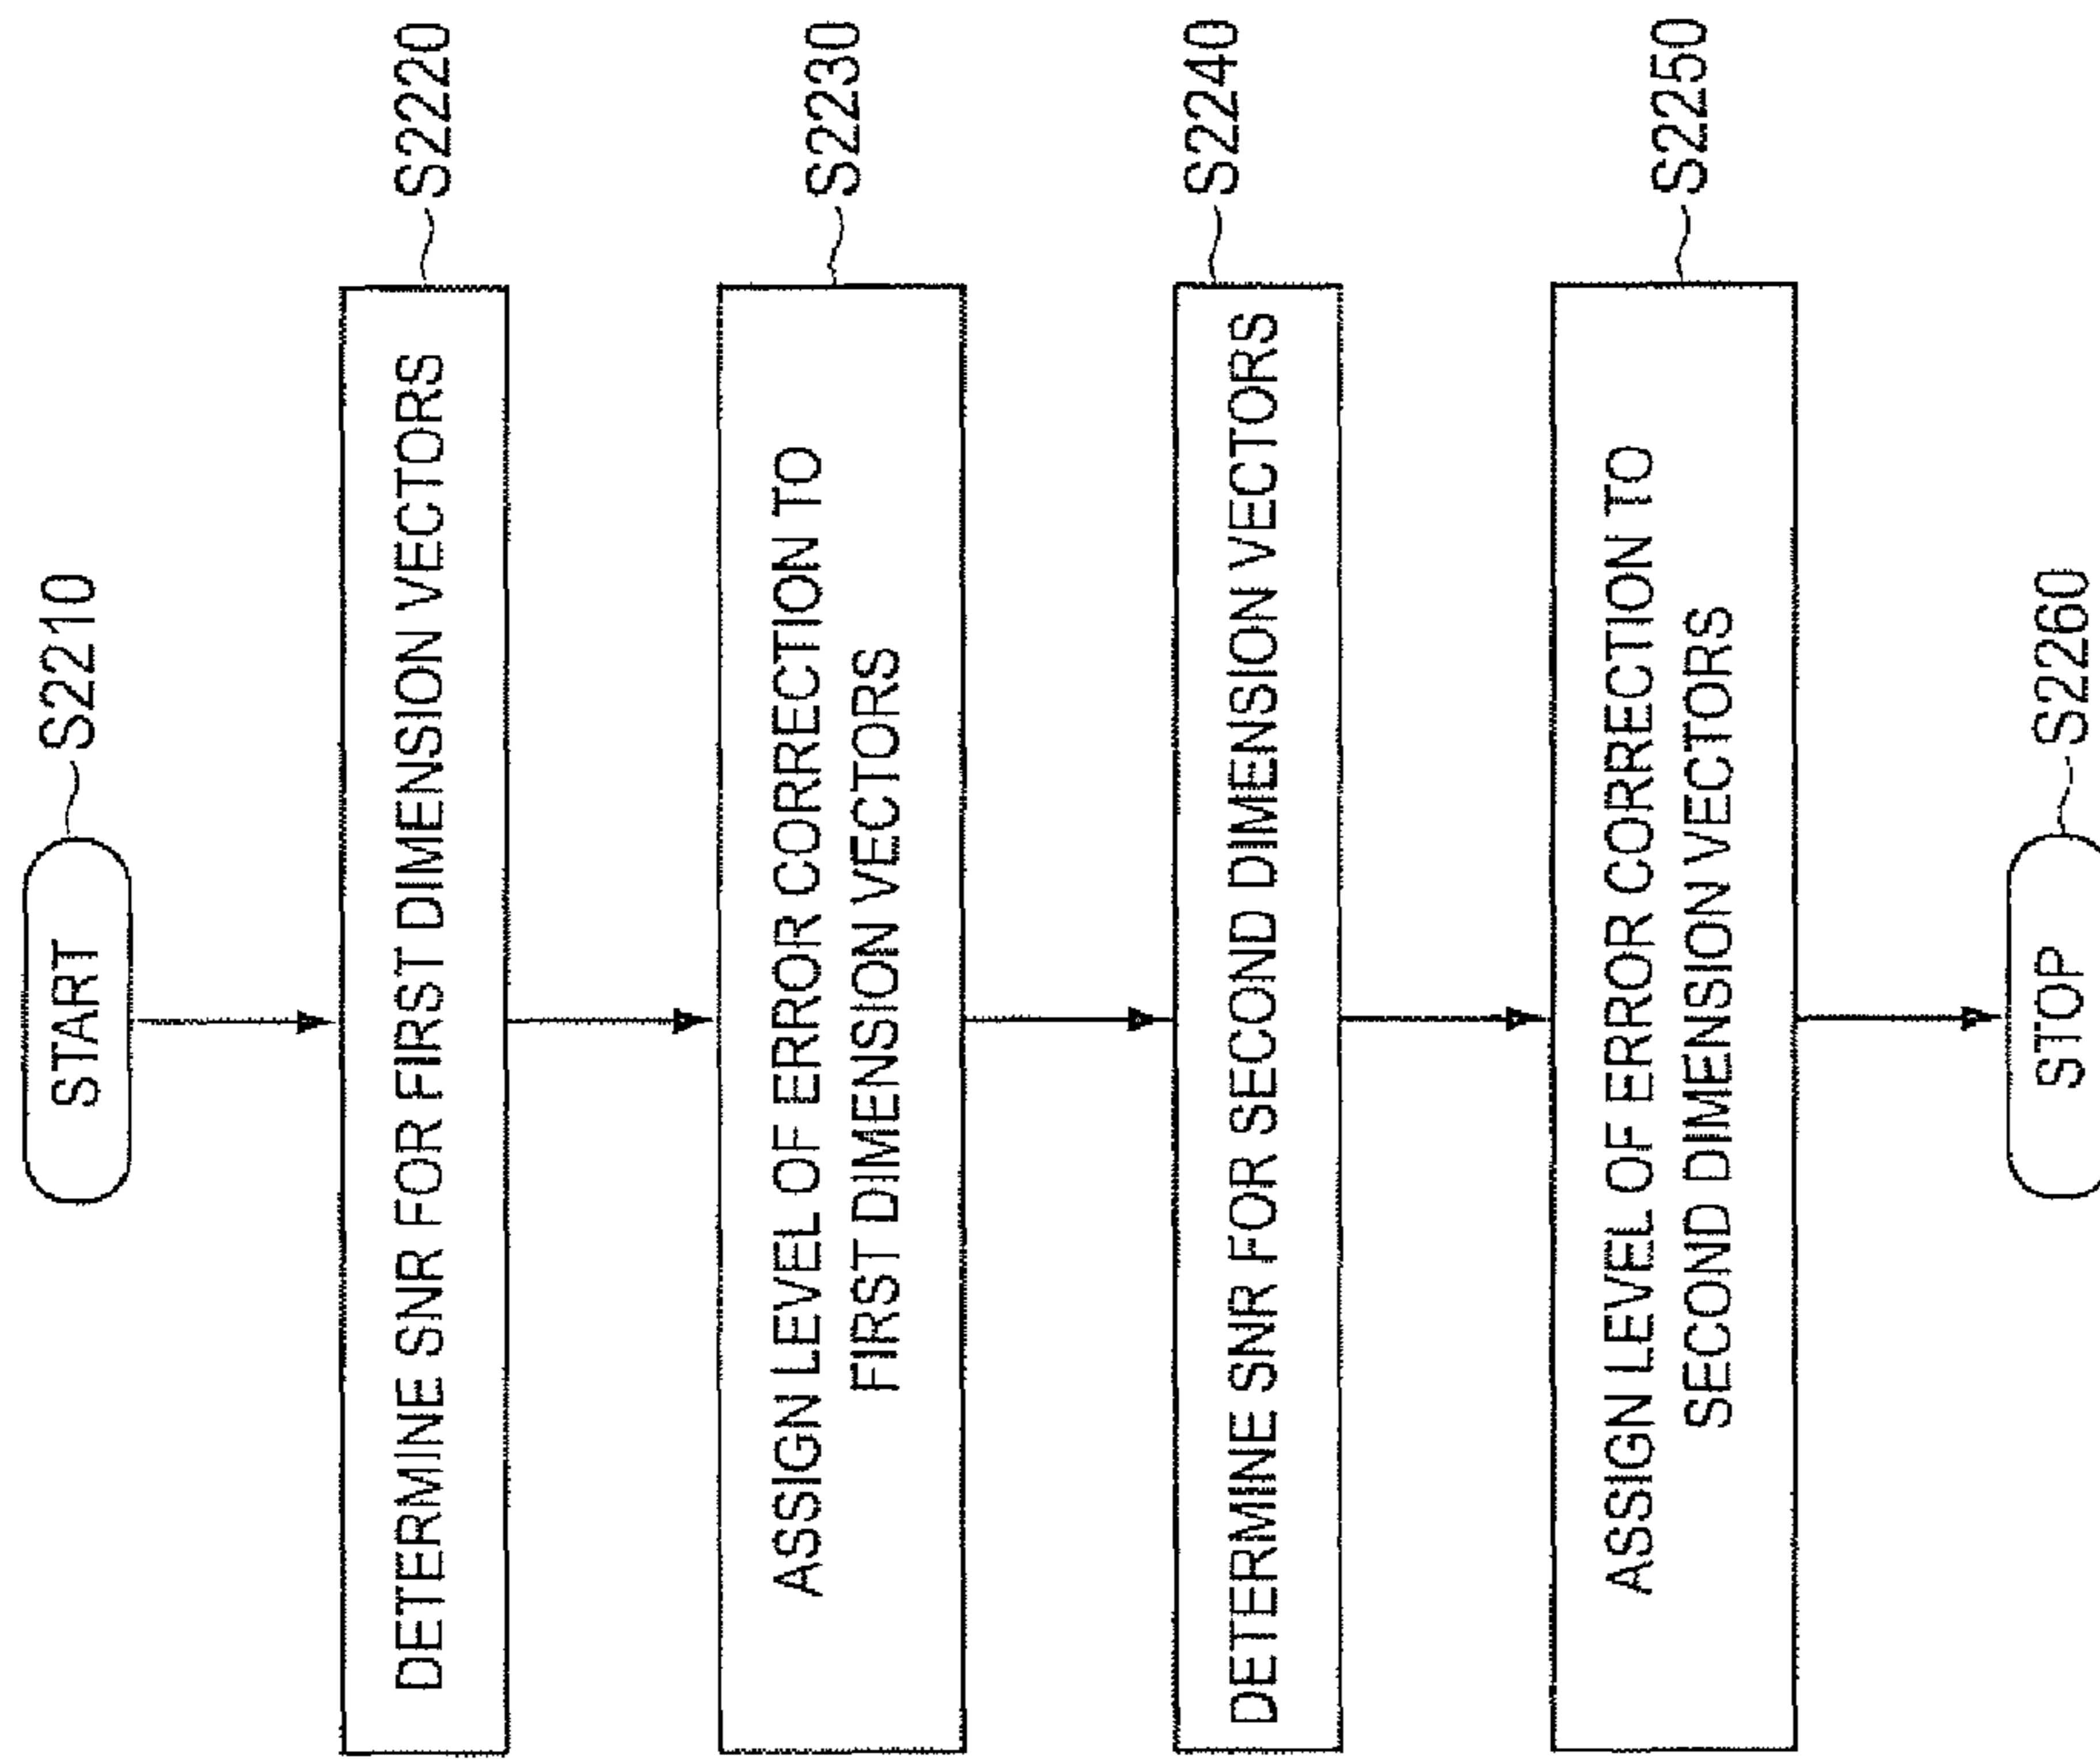 START
S2210
DETERMINE SNR FOR FIRST DIMENSION VECTORS
S2220
ASSIGN LEVEL OF ERROR CORRECTION TO
FIRST DIMENSION VECTORS
S2230
DETERMINE SNR FOR SECOND DIMENSION VECTORS
S2240
ASSIGN LEVEL OF ERROR CORRECTION TO
SECOND DIMENSION VECTORS
S2250
STOP
S2260